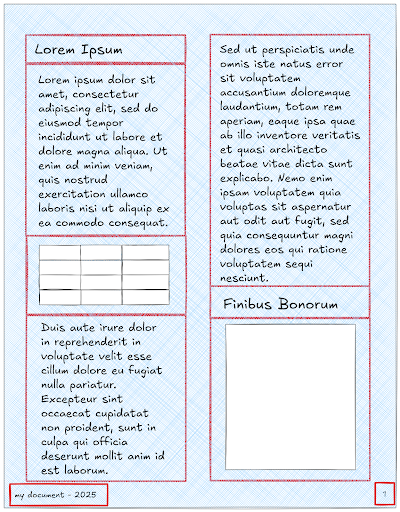 Lorem Ipsum
Lorem ipsum dolor sit
amet, consectetur
adipiscing elit, sed do
eiusmod tempor
incididunt ut labore et
dolore magna aliqua. Ut
enim ad minim veniam,
quis nostrud
exercitation ullamco
laboris nisi ut aliquip ex
ea commodo consequat.
Duis aute irure dolor
in reprehenderit in
voluptate velit esse
cillum dolore eu fugiat
nulla pariatur.
Excepteur sint
occaecat cupidatat
non proident, sunt in
culpa qui officia
deserunt mollit anim id
est laborum.
Sed ut perspiciatis unde
omnis iste natus error
sit voluptatem
accusantium doloremque
laudantium, totam rem
aperiam, eaque ipsa quae
ab illo inventore veritatis
et quasi architecto
beatae vitae dicta sunt
explicabo. Nemo enim
ipsam voluptatem quia
voluptas sit aspernatur
aut odit aut fugit, sed
quia consequuntur magni
dolores eos qui ratione
voluptatem sequi
nesciunt.
Finibus Bonorum
my document - 2025
1